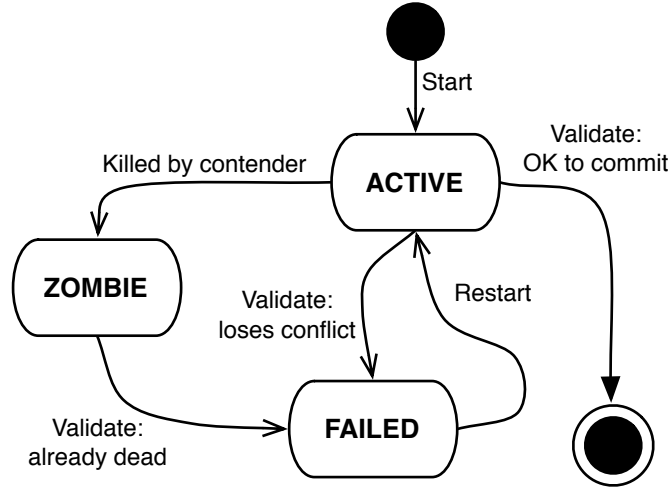 Start
Validate:
OK to commit
Killed by contender
ACTIVE
ZOMBIE
Validate:
loses conflict
Restart
Validate:
already dead
FAILED